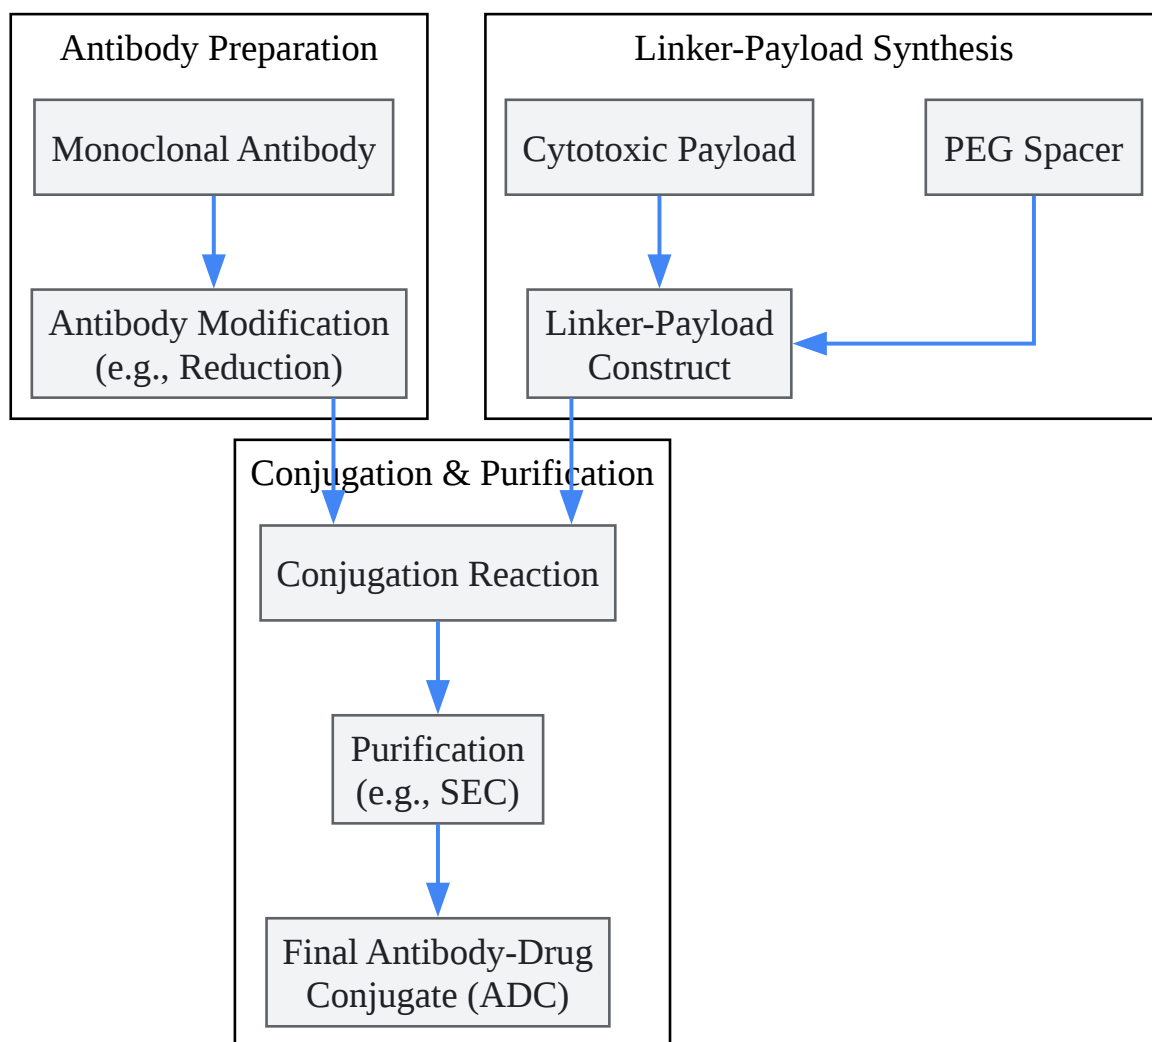 Antibody Preparation
Monoclonal Antibody
Antibody Modification
(e.g., Reduction)
Linker-Payload Synthesis
Cytotoxic Payload
PEG Spacer
Linker-Payload
Construct
Conjugation & Purification
Conjugation Reaction
Purification
(e.g., SEC)
Final Antibody-Drug
Conjugate (ADC)